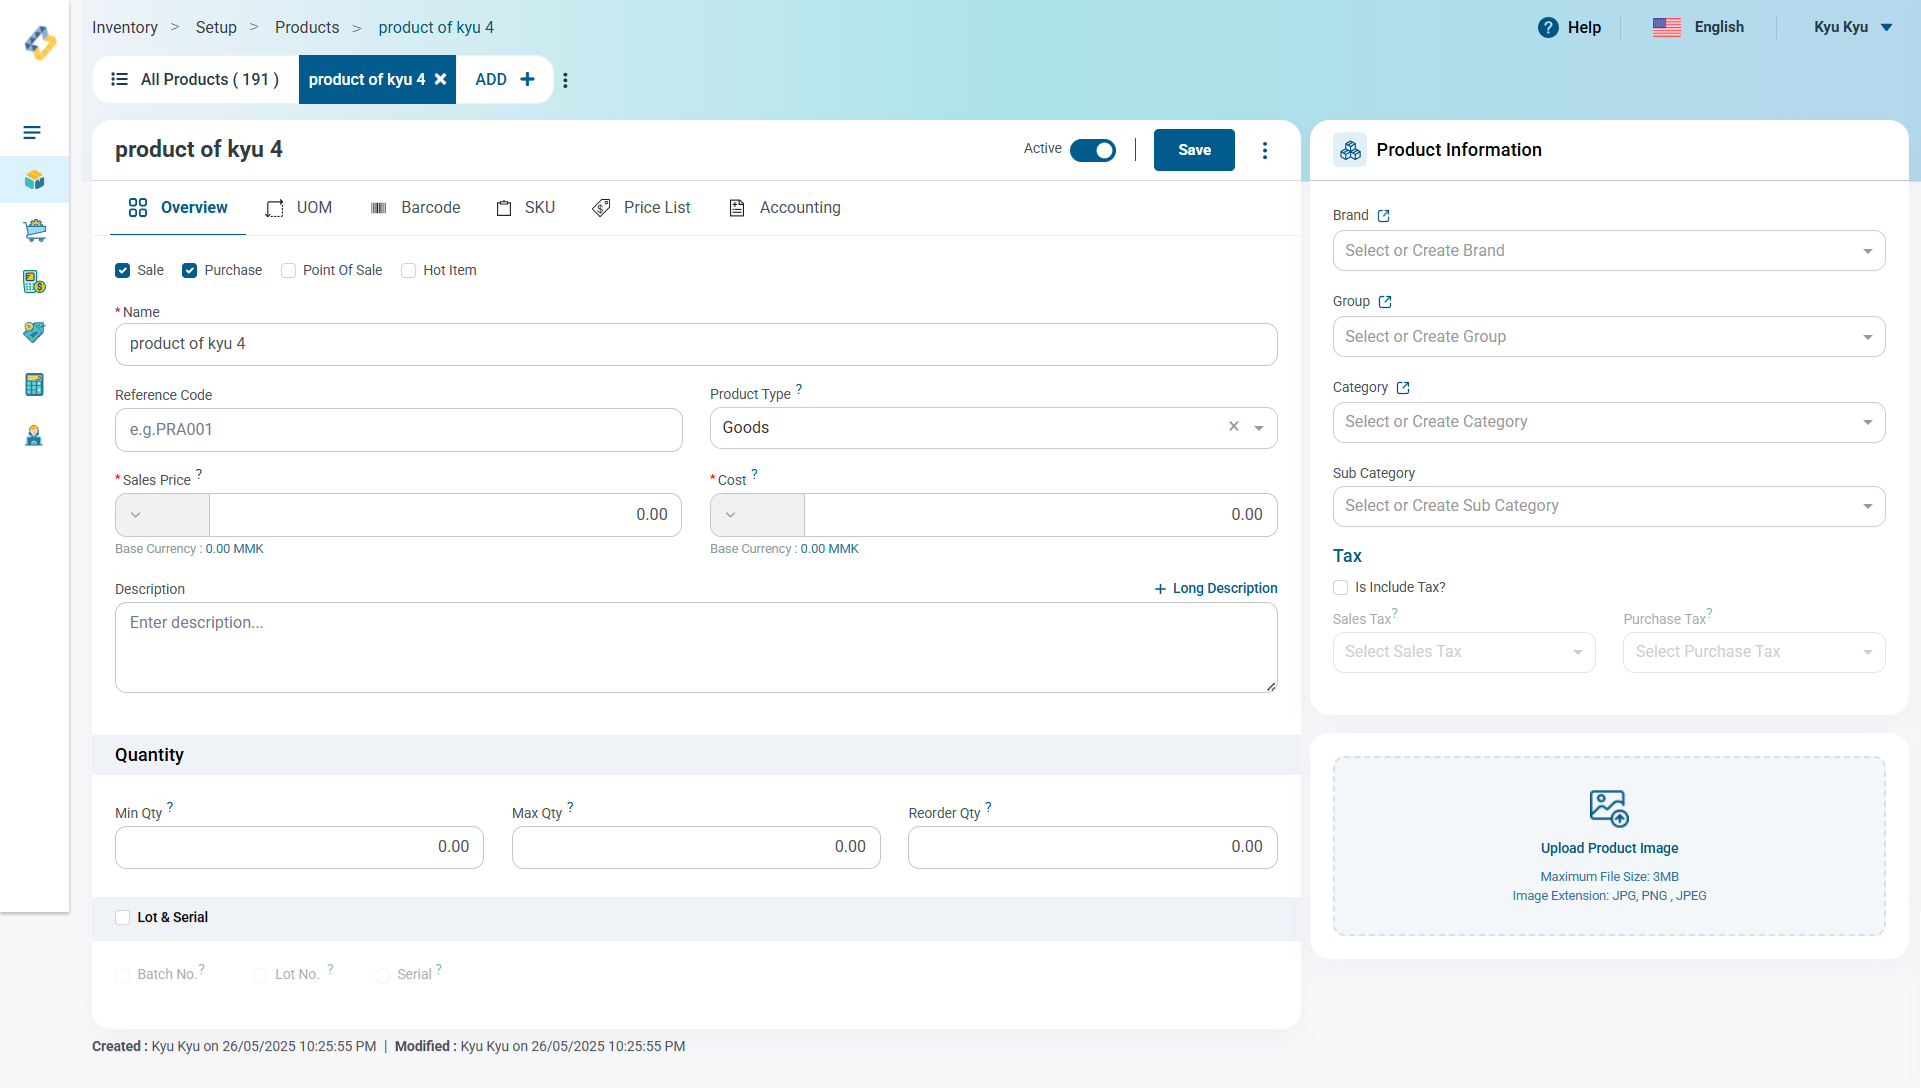 Inventory > Setup > Products > product of kyu 4
? Help
English
Kyu Kyu
All Products ( 191 )
product of kyu 4
ADD
product of kyu 4
Active
Save
Overview
UOM
Barcode
SKU
Price List
Accounting
Sale
Purchase
Point Of Sale
Hot Item
* Name
product of kyu 4
Reference Code
e.g.PRA001
Product Type ?
Goods
* Sales Price ?
0.00
Base Currency : 0.00 MMK
* Cost ?
0.00
Base Currency : 0.00 MMK
Description
+ Long Description
Enter description...
Quantity
Min Qty ?
0.00
Max Qty ?
0.00
Reorder Qty ?
0.00
Lot & Serial
Batch No. ?
Lot No. ?
Serial ?
Created : Kyu Kyu on 26/05/2025 10:25:55 PM | Modified : Kyu Kyu on 26/05/2025 10:25:55 PM
Product Information
Brand
Select or Create Brand
Group
Select or Create Group
Category
Select or Create Category
Sub Category
Select or Create Sub Category
Tax
Is Include Tax?
Sales Tax ?
Select Sales Tax
Purchase Tax ?
Select Purchase Tax
Upload Product Image
Maximum File Size: 3MB
Image Extension: JPG, PNG , JPEG